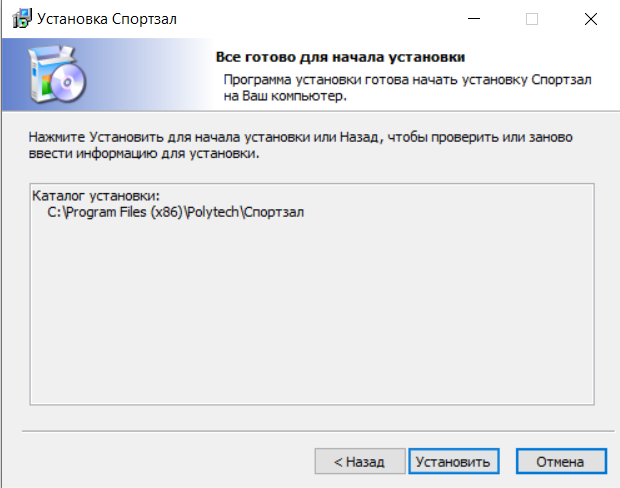 Установка Спортзал
Все готово для начала установки
Программа установки готова начать установку Спортзал
на Ваш компьютер.
Нажмите Установить для начала установки или Назад, чтобы проверить или заново
ввести информацию для установки.
Каталог установки:
C:\Program Files (x86)\Polytech\Спортзал
< Назад
Установить
Отмена